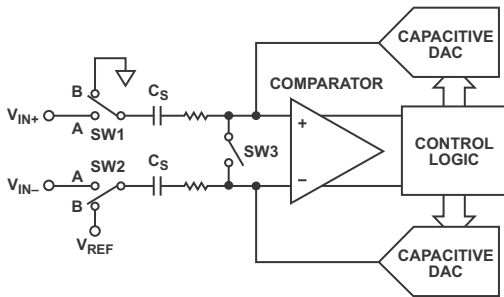 CAPACITIVE
DAC
COMPARATOR
B
CS
VIN+
A
SW1
+
SW3
CONTROL
LOGIC
SW2
CS
VIN–
A
B
–
VREF
CAPACITIVE
DAC